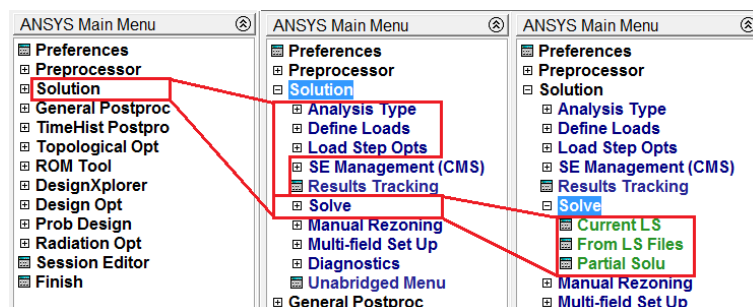 ANSYS Main Menu
Preferences
Preprocessor
Solution
General Postproc
TimeHist Postpro
Topological Opt
ROM Tool
DesignXplorer
Design Opt
Prob Design
Radiation Opt
Session Editor
Finish
ANSYS Main Menu
Preferences
Preprocessor
Solution
Analysis Type
Define Loads
Load Step Opts
SE Management (CMS)
Results Tracking
Solve
Manual Rezoning
Multi-field Set Up
Diagnostics
Unabridged Menu
General Postproc
ANSYS Main Menu
Preferences
Preprocessor
Solution
Analysis Type
Define Loads
Load Step Opts
SE Management (CMS)
Results Tracking
Solve
Current LS
From LS Files
Partial Solu
Manual Rezoning
Multi-field Set Up